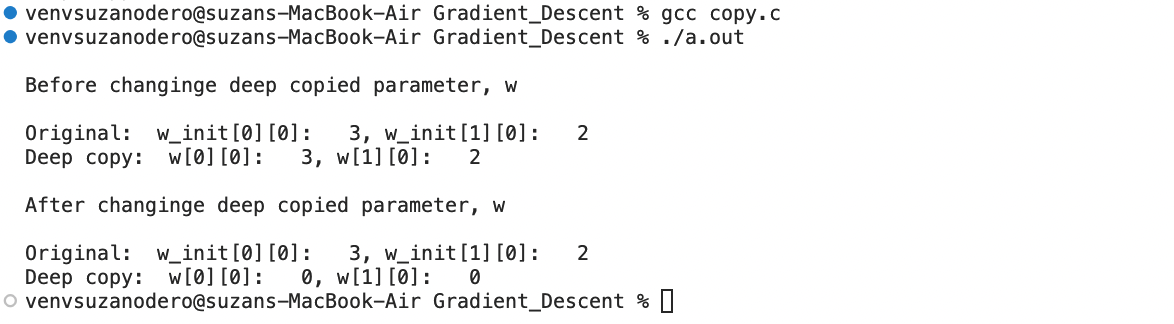 venvsuzanodero@suzans-MacBook-Air Gradient_Descent % gcc copy.c
venvsuzanodero@suzans-MacBook-Air Gradient_Descent % ./a.out
Before changinge deep copied parameter, w
Original:  w_init[0][0]:   3, w_init[1][0]:   2
Deep copy:  w[0][0]:   3, w[1][0]:   2
After changinge deep copied parameter, w
Original:  w_init[0][0]:   3, w_init[1][0]:   2
Deep copy:  w[0][0]:   0, w[1][0]:   0
venvsuzanodero@suzans-MacBook-Air Gradient_Descent %